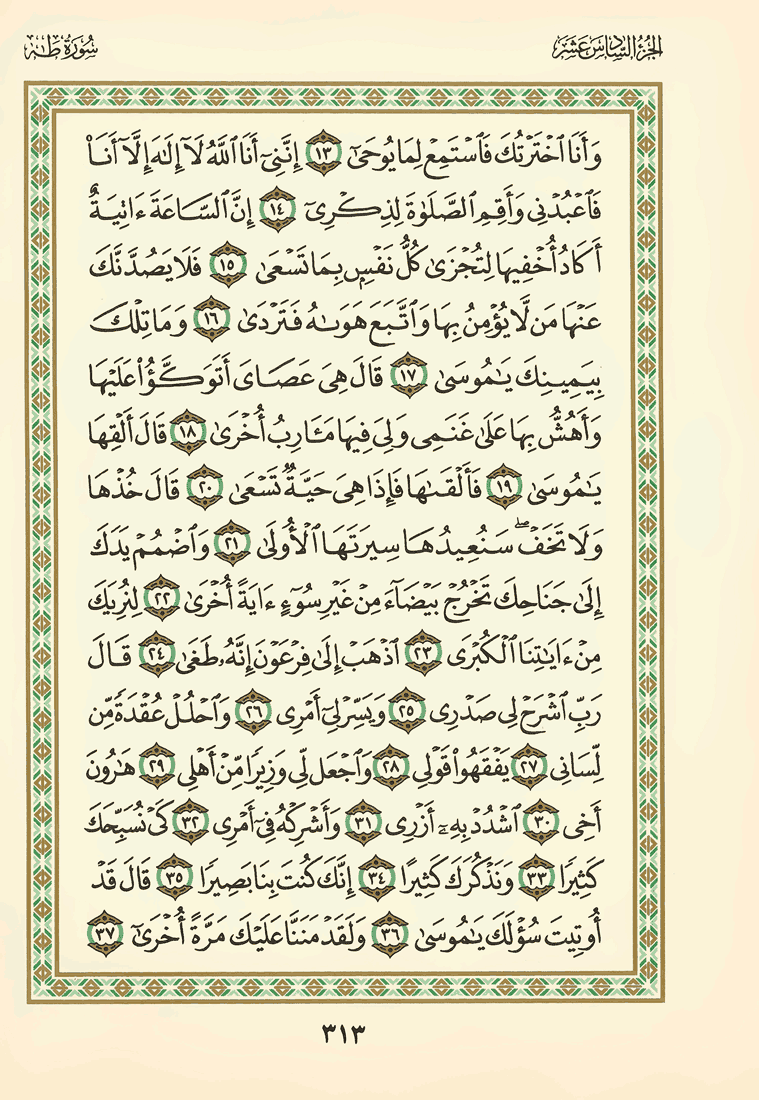 الجزء السادس عشر
سورة طه
وَأَنَا ٱخْتَرْتُكَ فَٱسْتَمِعْ لِمَا يُوحَىٰٓ ١٣ إِنَّنِىٓ أَنَا ٱللَّهُ لَآ إِلَٰهَ إِلَّآ أَنَا۠
فَٱعْبُدْنِى وَأَقِمِ ٱلصَّلَوٰةَ لِذِكْرِىٓ ١٤ إِنَّ ٱلسَّاعَةَ ءَاتِيَةٌ
أَكَادُ أُخْفِيهَا لِتُجْزَىٰ كُلُّ نَفْسٍۭ بِمَا تَسْعَىٰ ١٥ فَلَا يَصُدَّنَّكَ
عَنْهَا مَن لَّا يُؤْمِنُ بِهَا وَٱتَّبَعَ هَوَىٰهُ فَتَرْدَىٰ ١٦ وَمَا تِلْكَ
بِيَمِينِكَ يَٰمُوسَىٰ ١٧ قَالَ هِىَ عَصَاىَ أَتَوَكَّؤُا۟ عَلَيْهَا
وَأَهُشُّ بِهَا عَلَىٰ غَنَمِى وَلِىَ فِيهَا مَـَٔارِبُ أُخْرَىٰ ١٨ قَالَ أَلْقِهَا
يَٰمُوسَىٰ ١٩ فَأَلْقَىٰهَا فَإِذَا هِىَ حَيَّةٌ تَسْعَىٰ ٢٠ قَالَ خُذْهَا
وَلَا تَخَفْ ۖ سَنُعِيدُهَا سِيرَتَهَا ٱلْأُولَىٰ ٢١ وَٱضْمُمْ يَدَكَ
إِلَىٰ جَنَاحِكَ تَخْرُجْ بَيْضَآءَ مِنْ غَيْرِ سُوٓءٍ ءَايَةً أُخْرَىٰ ٢٢ لِنُرِيَكَ
مِنْ ءَايَٰتِنَا ٱلْكُبْرَى ٢٣ ٱذْهَبْ إِلَىٰ فِرْعَوْنَ إِنَّهُۥ طَغَىٰ ٢٤ قَالَ
رَبِّ ٱشْرَحْ لِى صَدْرِى ٢٥ وَيَسِّرْ لِىٓ أَمْرِى ٢٦ وَٱحْلُلْ عُقْدَةً مِّن
لِّسَانِى ٢٧ يَفْقَهُوا۟ قَوْلِى ٢٨ وَٱجْعَل لِّى وَزِيرًا مِّنْ أَهْلِى ٢٩ هَٰرُونَ
أَخِى ٣٠ ٱشْدُدْ بِهِۦٓ أَزْرِى ٣١ وَأَشْرِكْهُ فِىٓ أَمْرِى ٣٢ كَىْ نُسَبِّحَكَ
كَثِيرًا ٣٣ وَنَذْكُرَكَ كَثِيرًا ٣٤ إِنَّكَ كُنتَ بِنَا بَصِيرًا ٣٥ قَالَ قَدْ
أُوتِيتَ سُؤْلَكَ يَٰمُوسَىٰ ٣٦ وَلَقَدْ مَنَنَّا عَلَيْكَ مَرَّةً أُخْرَىٰٓ ٣٧
٣١٣